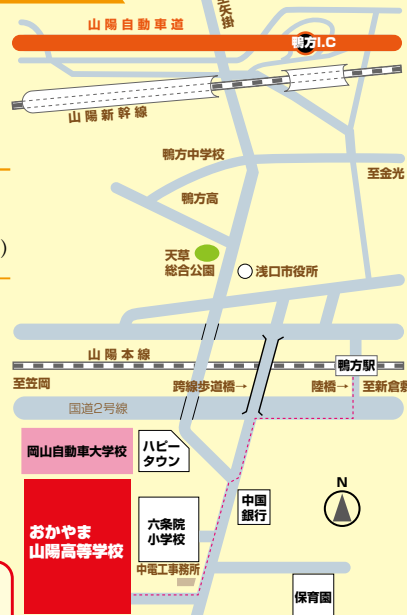 至矢掛
山陽自動車道
鴨方I.C
山陽新幹線
鴨方中学校
至金光
鴨方高
)
天草
総合公園
浅口市役所
山陽本線
鴨方駅
至笠岡
跨線歩道橋→
陸橋→
至新倉敷
国道2号線
岡山自動車大学校
ハピー
タウン
中国
銀行
N
おかやま
山陽高等学校
六条院
小学校
中電工事務所
保育園